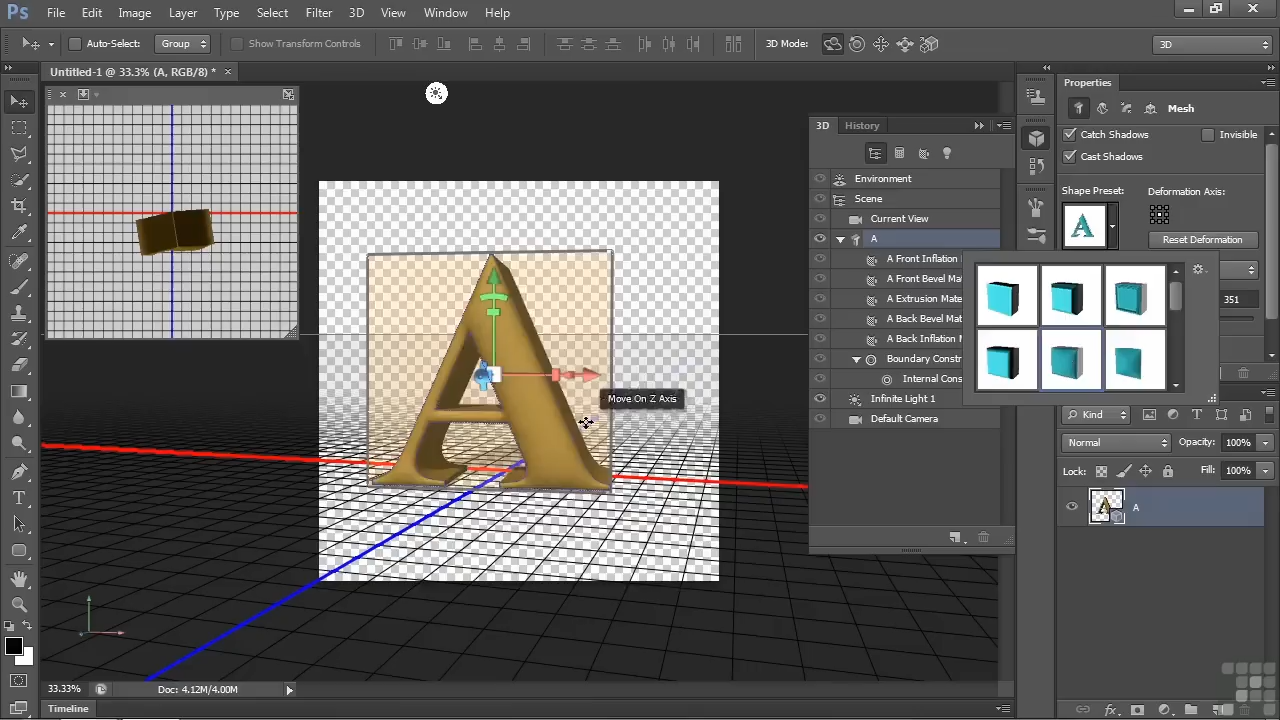 Ps File Edit Image Layer Type Select Filter 3D View Window Help
Auto-Select: Group Show Transform Controls 3D Mode: 3D
Untitled-1 @ 33.3% (A, RGB/8) *
Properties
Mesh
Catch Shadows Invisible
Cast Shadows
Shape Preset: Deformation Axis:
Reset Deformation
351
3D History
Environment
Scene
Current View
A
A Front Inflation
A Front Bevel Mat
A Extrusion Mate
A Back Bevel Ma
A Back Inflation M
Boundary Constr
Internal Cons
Infinite Light 1
Default Camera
A
Move On Z Axis
Kind
Normal Opacity: 100%
Lock: Fill: 100%
A
33.33% Doc: 4.12M/4.00M
Timeline